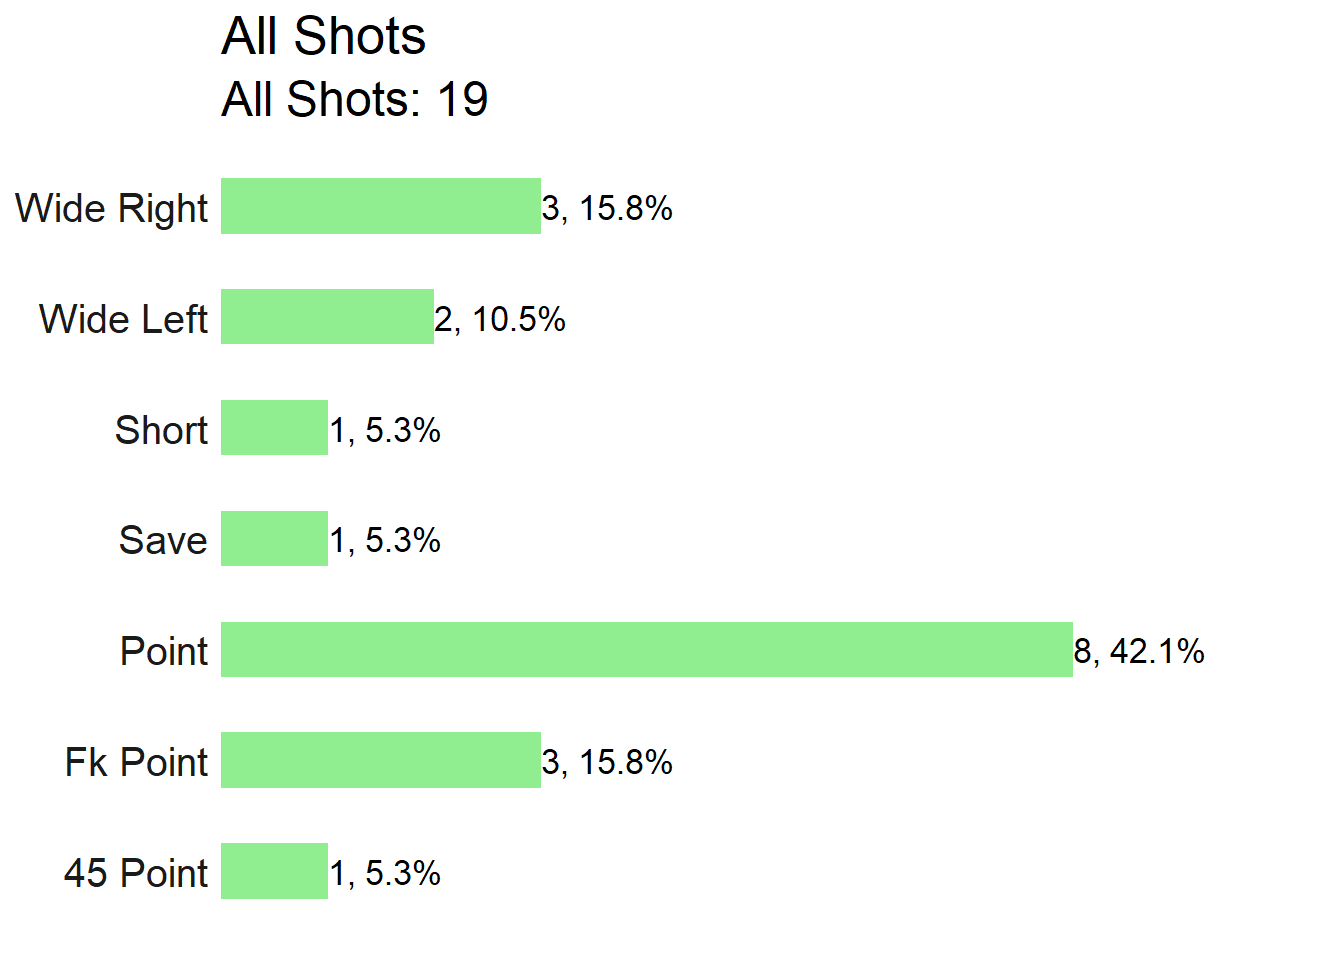 All Shots
All Shots: 19
Wide Right 3, 15.8%
Wide Left 2, 10.5%
Short 1, 5.3%
Save 1, 5.3%
Point 8, 42.1%
Fk Point 3, 15.8%
45 Point 1, 5.3%